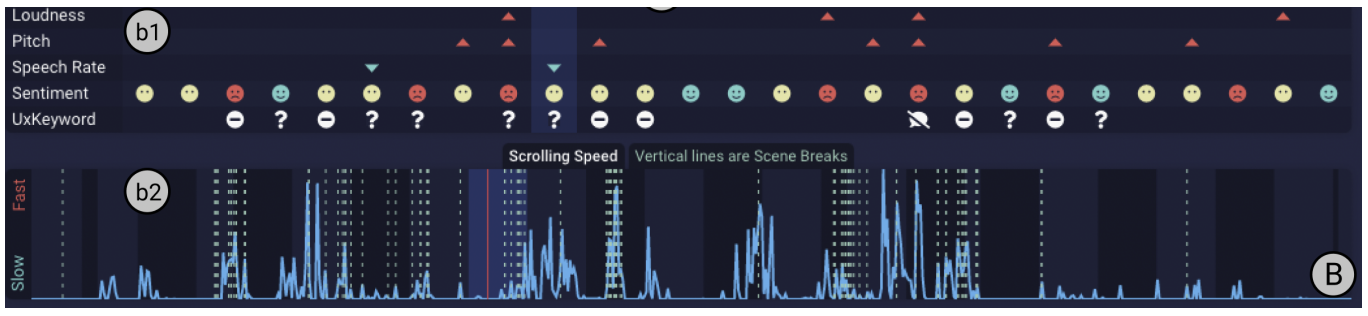 Loudness
b1
Pitch
Speech Rate
Sentiment
UxKeyword
? ? ? ? ? ? ?
Scrolling Speed Vertical lines are Scene Breaks
Fast
b2
Slow
B